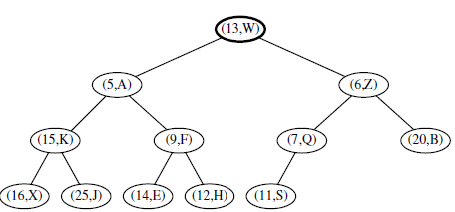 (13,W)
(5,A) (6,Z)
(15,K) (9,F) (7,Q) (20,B)
(16,X) (25,J) (14,E) (12,H) (11,S)